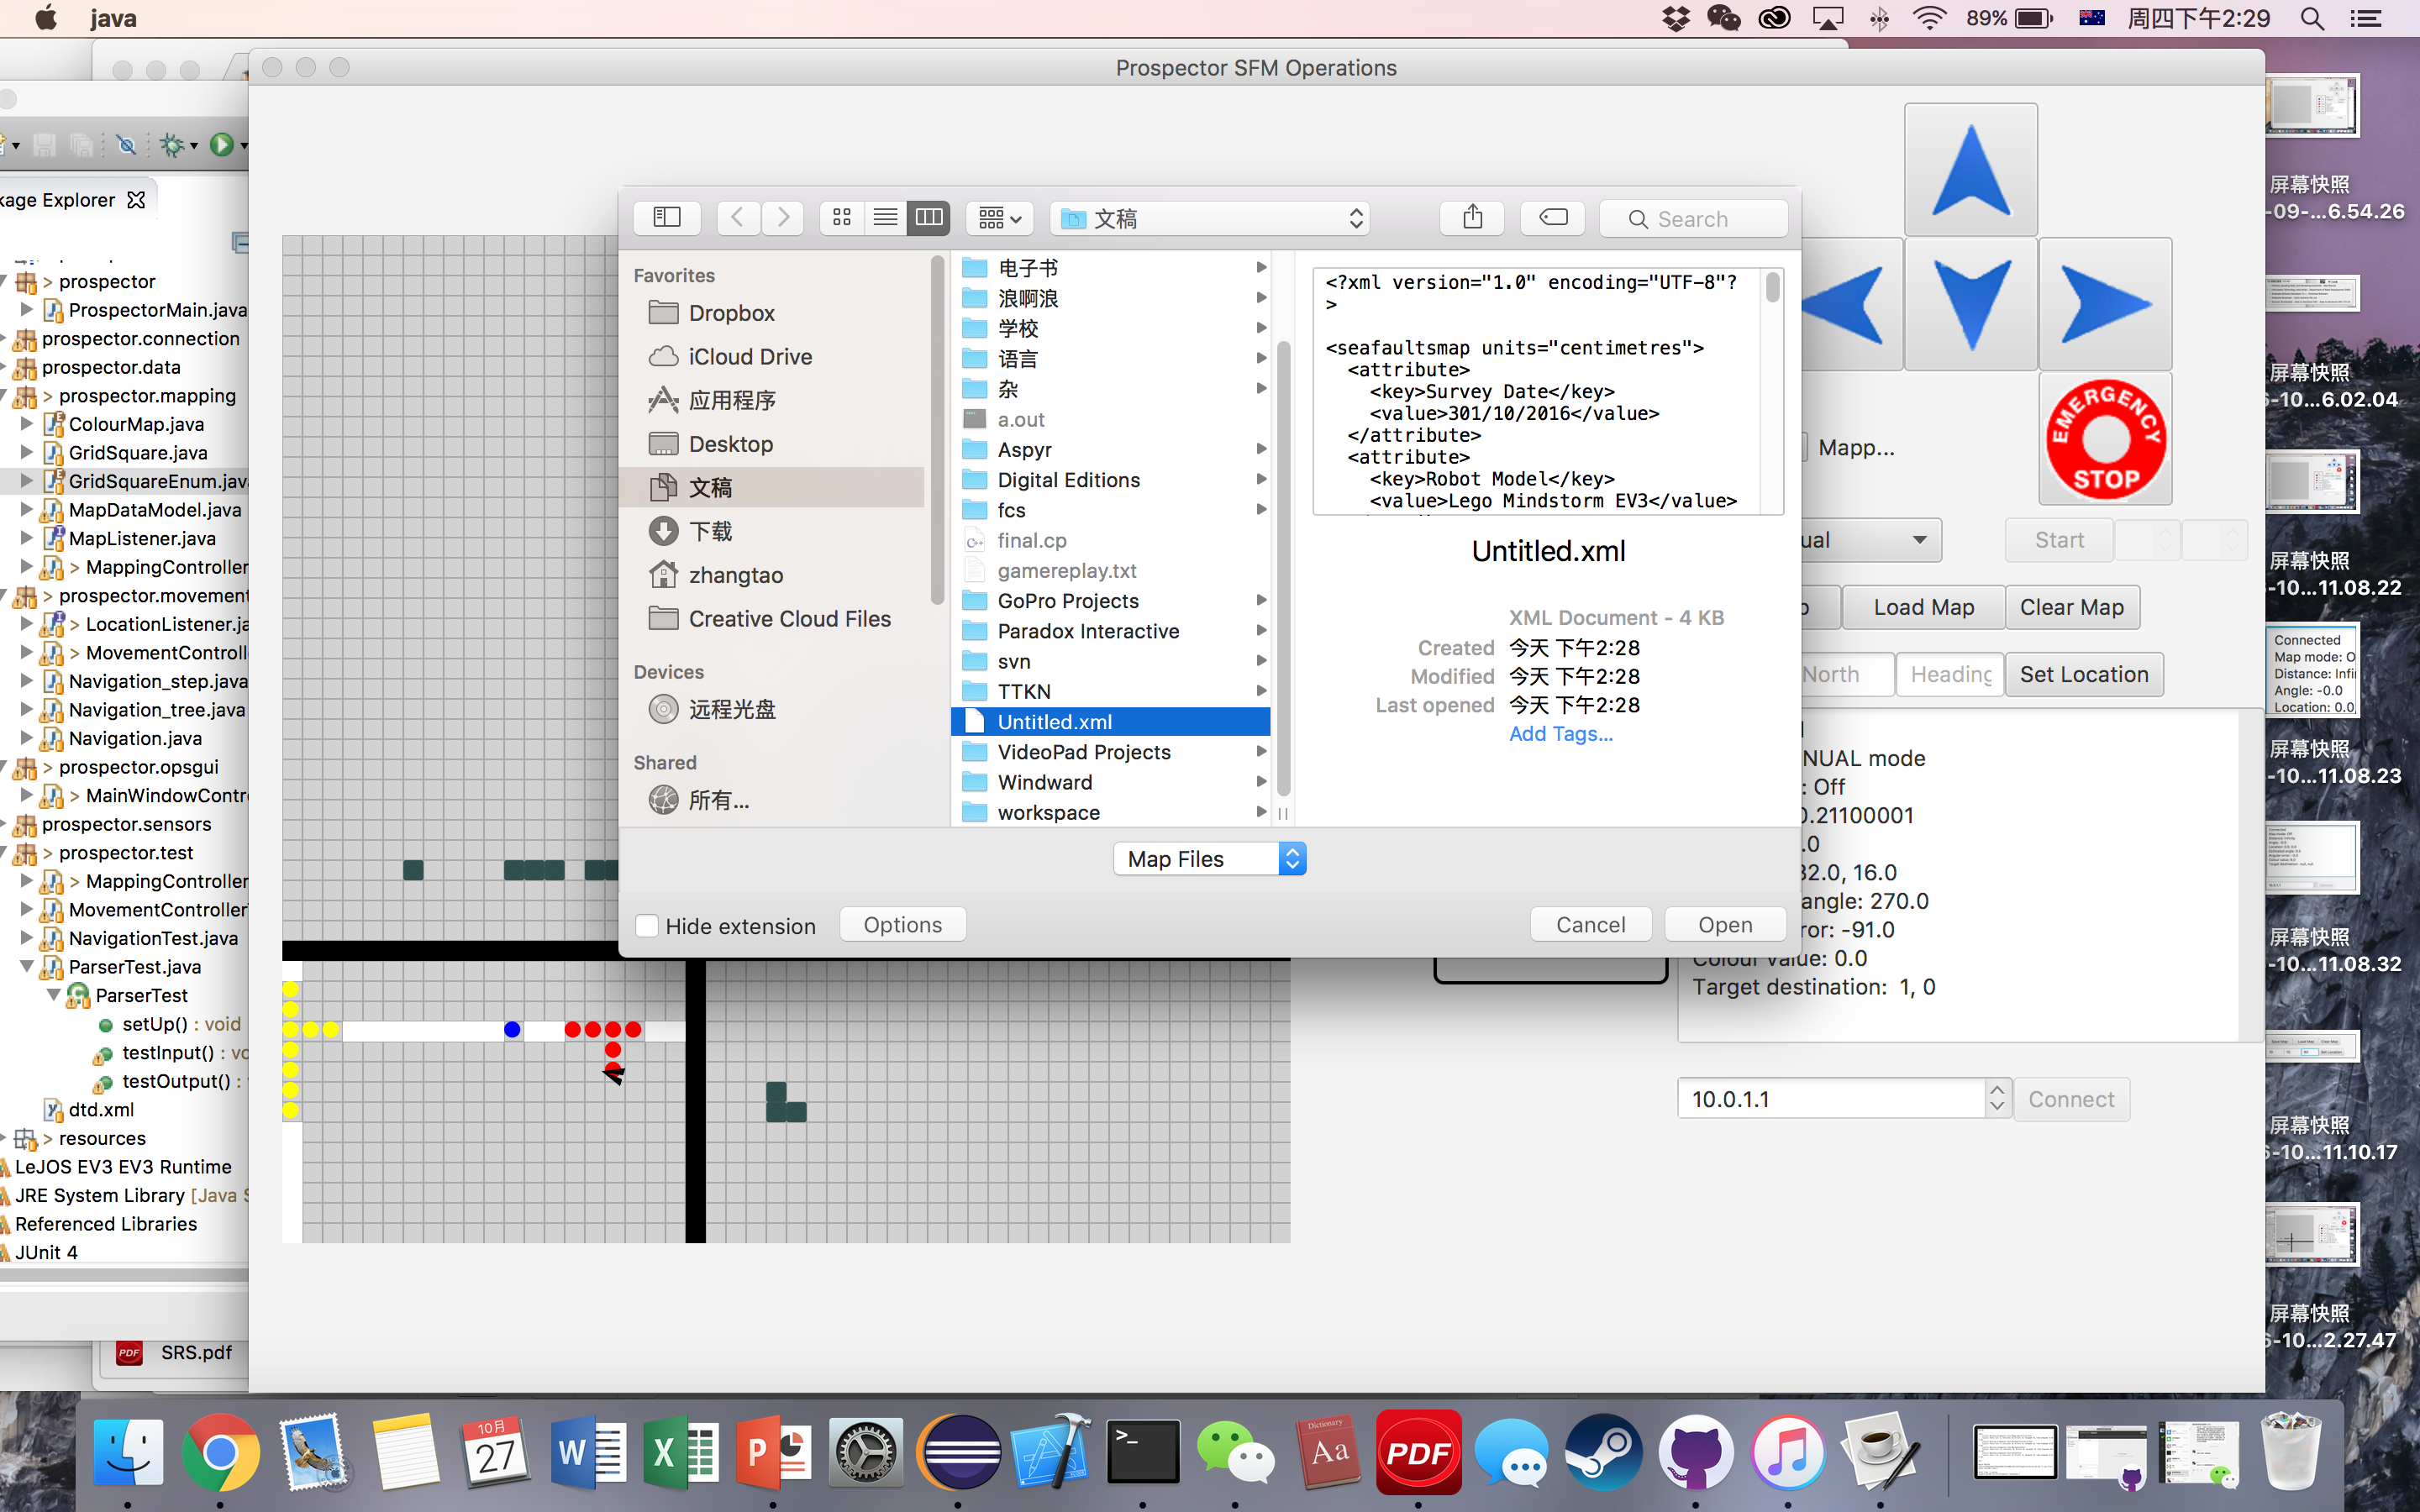 java
89%
周四下午2:29
Prospector SFM Operations
kage Explorer
> prospector
ProspectorMain.java
prospector.connection
prospector.data
> prospector.mapping
ColourMap.java
GridSquare.java
GridSquareEnum.jav
MapDataModel.java
MapListener.java
> MappingController
> prospector.movement
> LocationListener.ja
> MovementControll
Navigation_step.java
Navigation_tree.java
Navigation.java
> prospector.opsgui
> MainWindowContr
prospector.sensors
> prospector.test
> MappingController
MovementController
NavigationTest.java
ParserTest.java
ParserTest
setUp() : void
testInput() : vo
testOutput() :
dtd.xml
> resources
LeJOS EV3 EV3 Runtime
JRE System Library [Java S
Referenced Libraries
JUnit 4
SRS.pdf
文稿
Search
Favorites
Dropbox
iCloud Drive
应用程序
Desktop
文稿
下载
zhangtao
Creative Cloud Files
Devices
远程光盘
Shared
所有...
电子书
浪啊浪
学校
语言
杂
a.out
Aspyr
Digital Editions
fcs
final.cp
gamereplay.txt
GoPro Projects
Paradox Interactive
svn
TTKN
Untitled.xml
VideoPad Projects
Windward
workspace
<?xml version="1.0" encoding="UTF-8"?
>
<seafaultsmap units="centimetres">
<attribute>
<key>Survey Date</key>
<value>301/10/2016</value>
</attribute>
<attribute>
<key>Robot Model</key>
<value>Lego Mindstorm EV3</value>
Untitled.xml
XML Document - 4 KB
Created 今天 下午2:28
Modified 今天 下午2:28
Last opened 今天 下午2:28
Add Tags...
Map Files
Hide extension
Options
Cancel
Open
Mapp...
EMERGENCY
STOP
ual
Start
p
Load Map
Clear Map
North
Heading
Set Location
NUAL mode
: Off
0.21100001
.0
32.0, 16.0
angle: 270.0
ror: -91.0
Colour value: 0.0
Target destination: 1, 0
10.0.1.1
Connect
屏幕快照
-09-...6.54.26
屏幕快照
-10...6.02.04
屏幕快照
-10...11.08.22
Connected
Map mode: O
Distance: Infi
Angle: -0.0
Location: 0.0
屏幕快照
-10...11.08.23
屏幕快照
-10...11.08.32
屏幕快照
-10...11.10.17
屏幕快照
-10...2.27.47
10月
27
W
X
P
>_
Dictionary
Aa
PDF
PDF